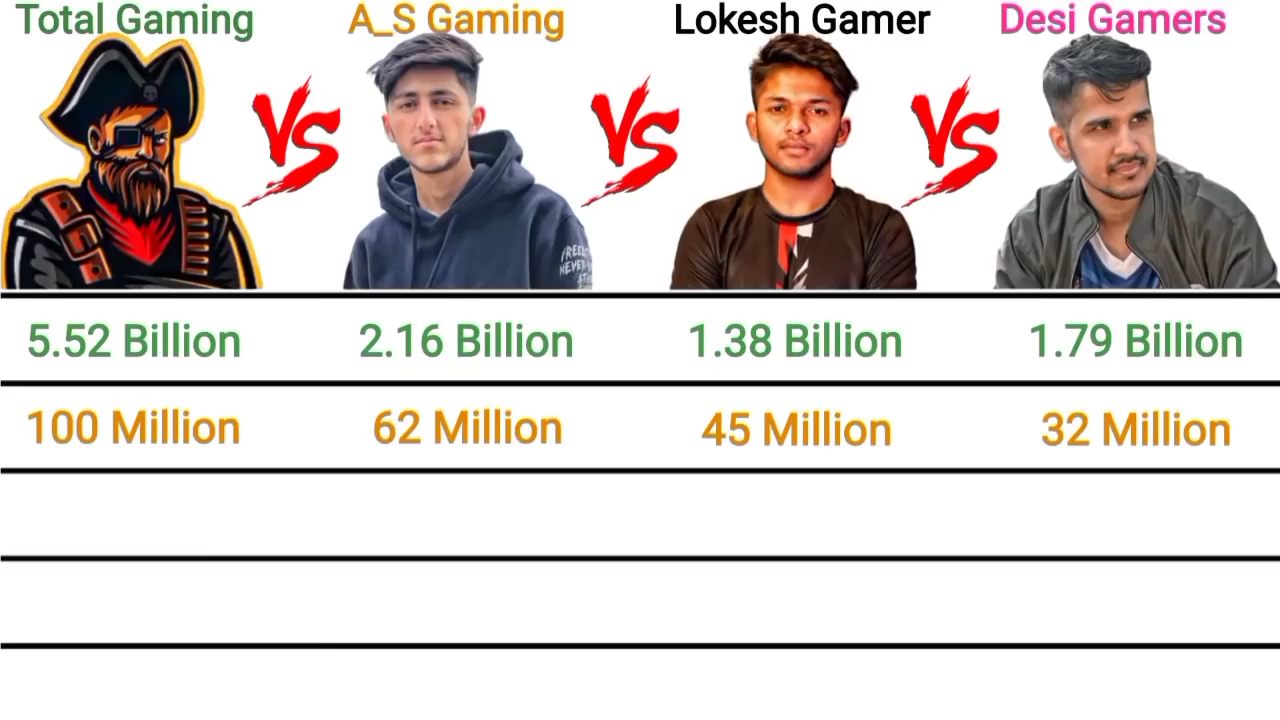 Total Gaming A_S Gaming Lokesh Gamer Desi Gamers
VS VS VS
5.52 Billion 2.16 Billion 1.38 Billion 1.79 Billion
100 Million 62 Million 45 Million 32 Million